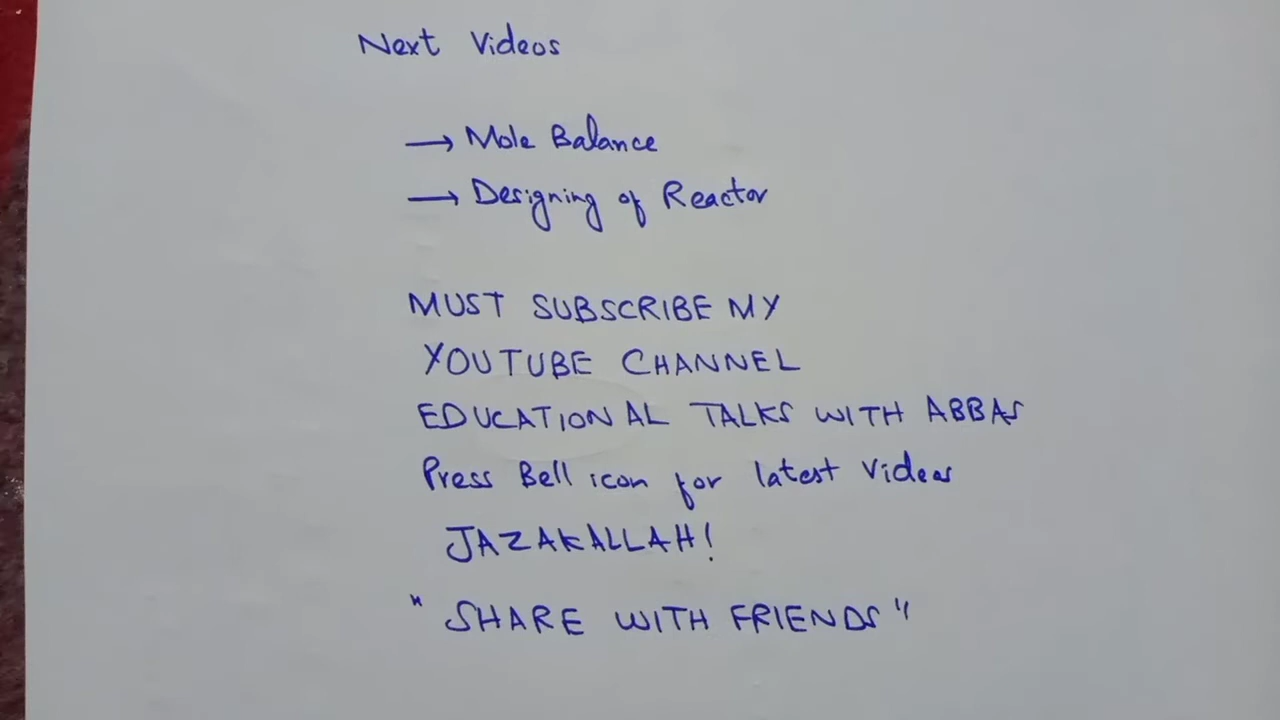 Next Videos
→ Mole Balance
→ Designing of Reactor
MUST SUBSCRIBE MY
YOUTUBE CHANNEL
EDUCATIONAL TALKS WITH ABBAS
Press Bell icon for latest Videos
JAZAKALLAH!
"SHARE WITH FRIENDS"